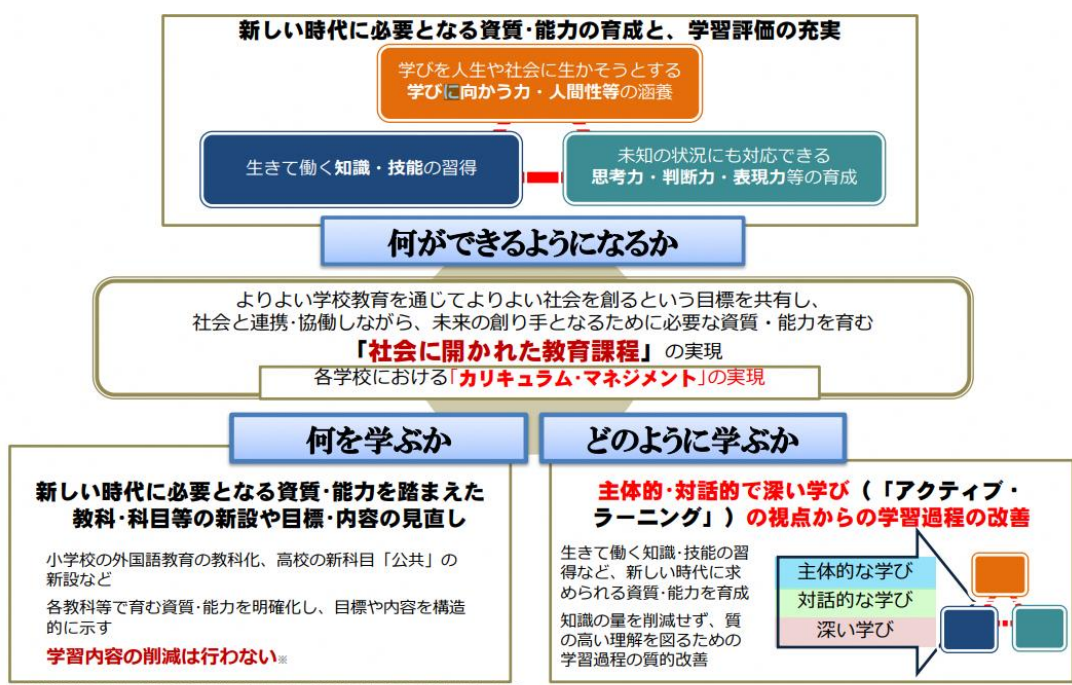 新しい時代に必要となる資質･能力の育成と、学習評価の充実
学びを人生や社会に生かそうとする
学びに向かう力・人間性等の涵養
生きて働く知識・技能の習得
未知の状況にも対応できる
思考力・判断力・表現力等の育成
何ができるようになるか
よりよい学校教育を通じてよりよい社会を創るという目標を共有し、
社会と連携･協働しながら、未来の創り手となるために必要な資質・能力を育む
「社会に開かれた教育課程」の実現
各学校における「カリキュラム･マネジメント」の実現
何を学ぶか
新しい時代に必要となる資質･能力を踏まえた
教科･科目等の新設や目標･内容の見直し
小学校の外国語教育の教科化、高校の新科目「公共」の
新設など
各教科等で育む資質･能力を明確化し、目標や内容を構造
的に示す
学習内容の削減は行わない※
どのように学ぶか
主体的･対話的で深い学び（「アクティブ・
ラーニング」）の視点からの学習過程の改善
生きて働く知識･技能の習
得など、新しい時代に求
められる資質･能力を育成
知識の量を削減せず、質
の高い理解を図るための
学習過程の質的改善
主体的な学び
対話的な学び
深い学び